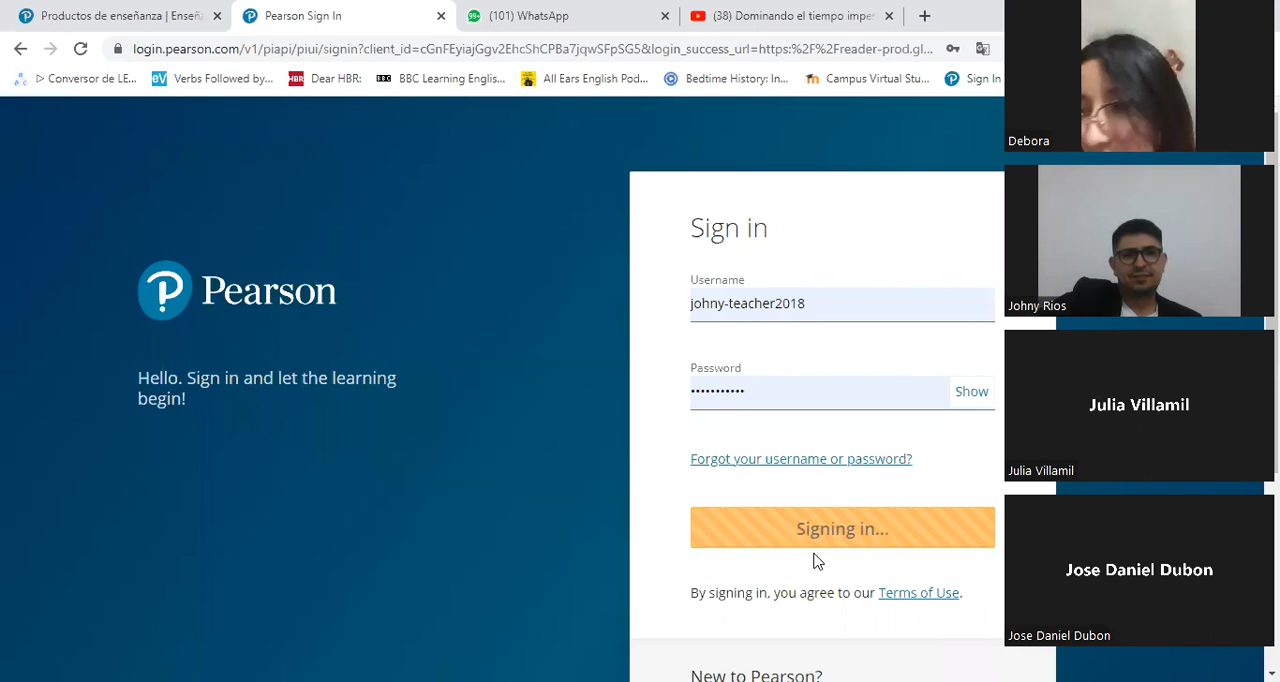 Productos de enseñanza | Enseñ
Pearson Sign In
99+
(101) WhatsApp
(38) Dominando el tiempo impe
login.pearson.com/v1/piapi/piui/signin?client_id=cGnFEyiajGgv2EhcShCPBa7jqwSFpSG5&login_success_url=https:%2F%2Freader-prod.gl...
▷ Conversor de LE...
eV Verbs Followed by...
HBR Dear HBR:
BBC BBC Learning Englis...
All Ears English Pod...
Bedtime History: In...
Campus Virtual Stu...
Sign In
Pearson
Hello. Sign in and let the learning
begin!
Sign in
Username
johny-teacher2018
Password
•••••••••••
Show
Forgot your username or password?
Signing in...
By signing in, you agree to our Terms of Use.
New to Pearson?
Debora
Johny Rios
Julia Villamil
Julia Villamil
Jose Daniel Dubon
Jose Daniel Dubon